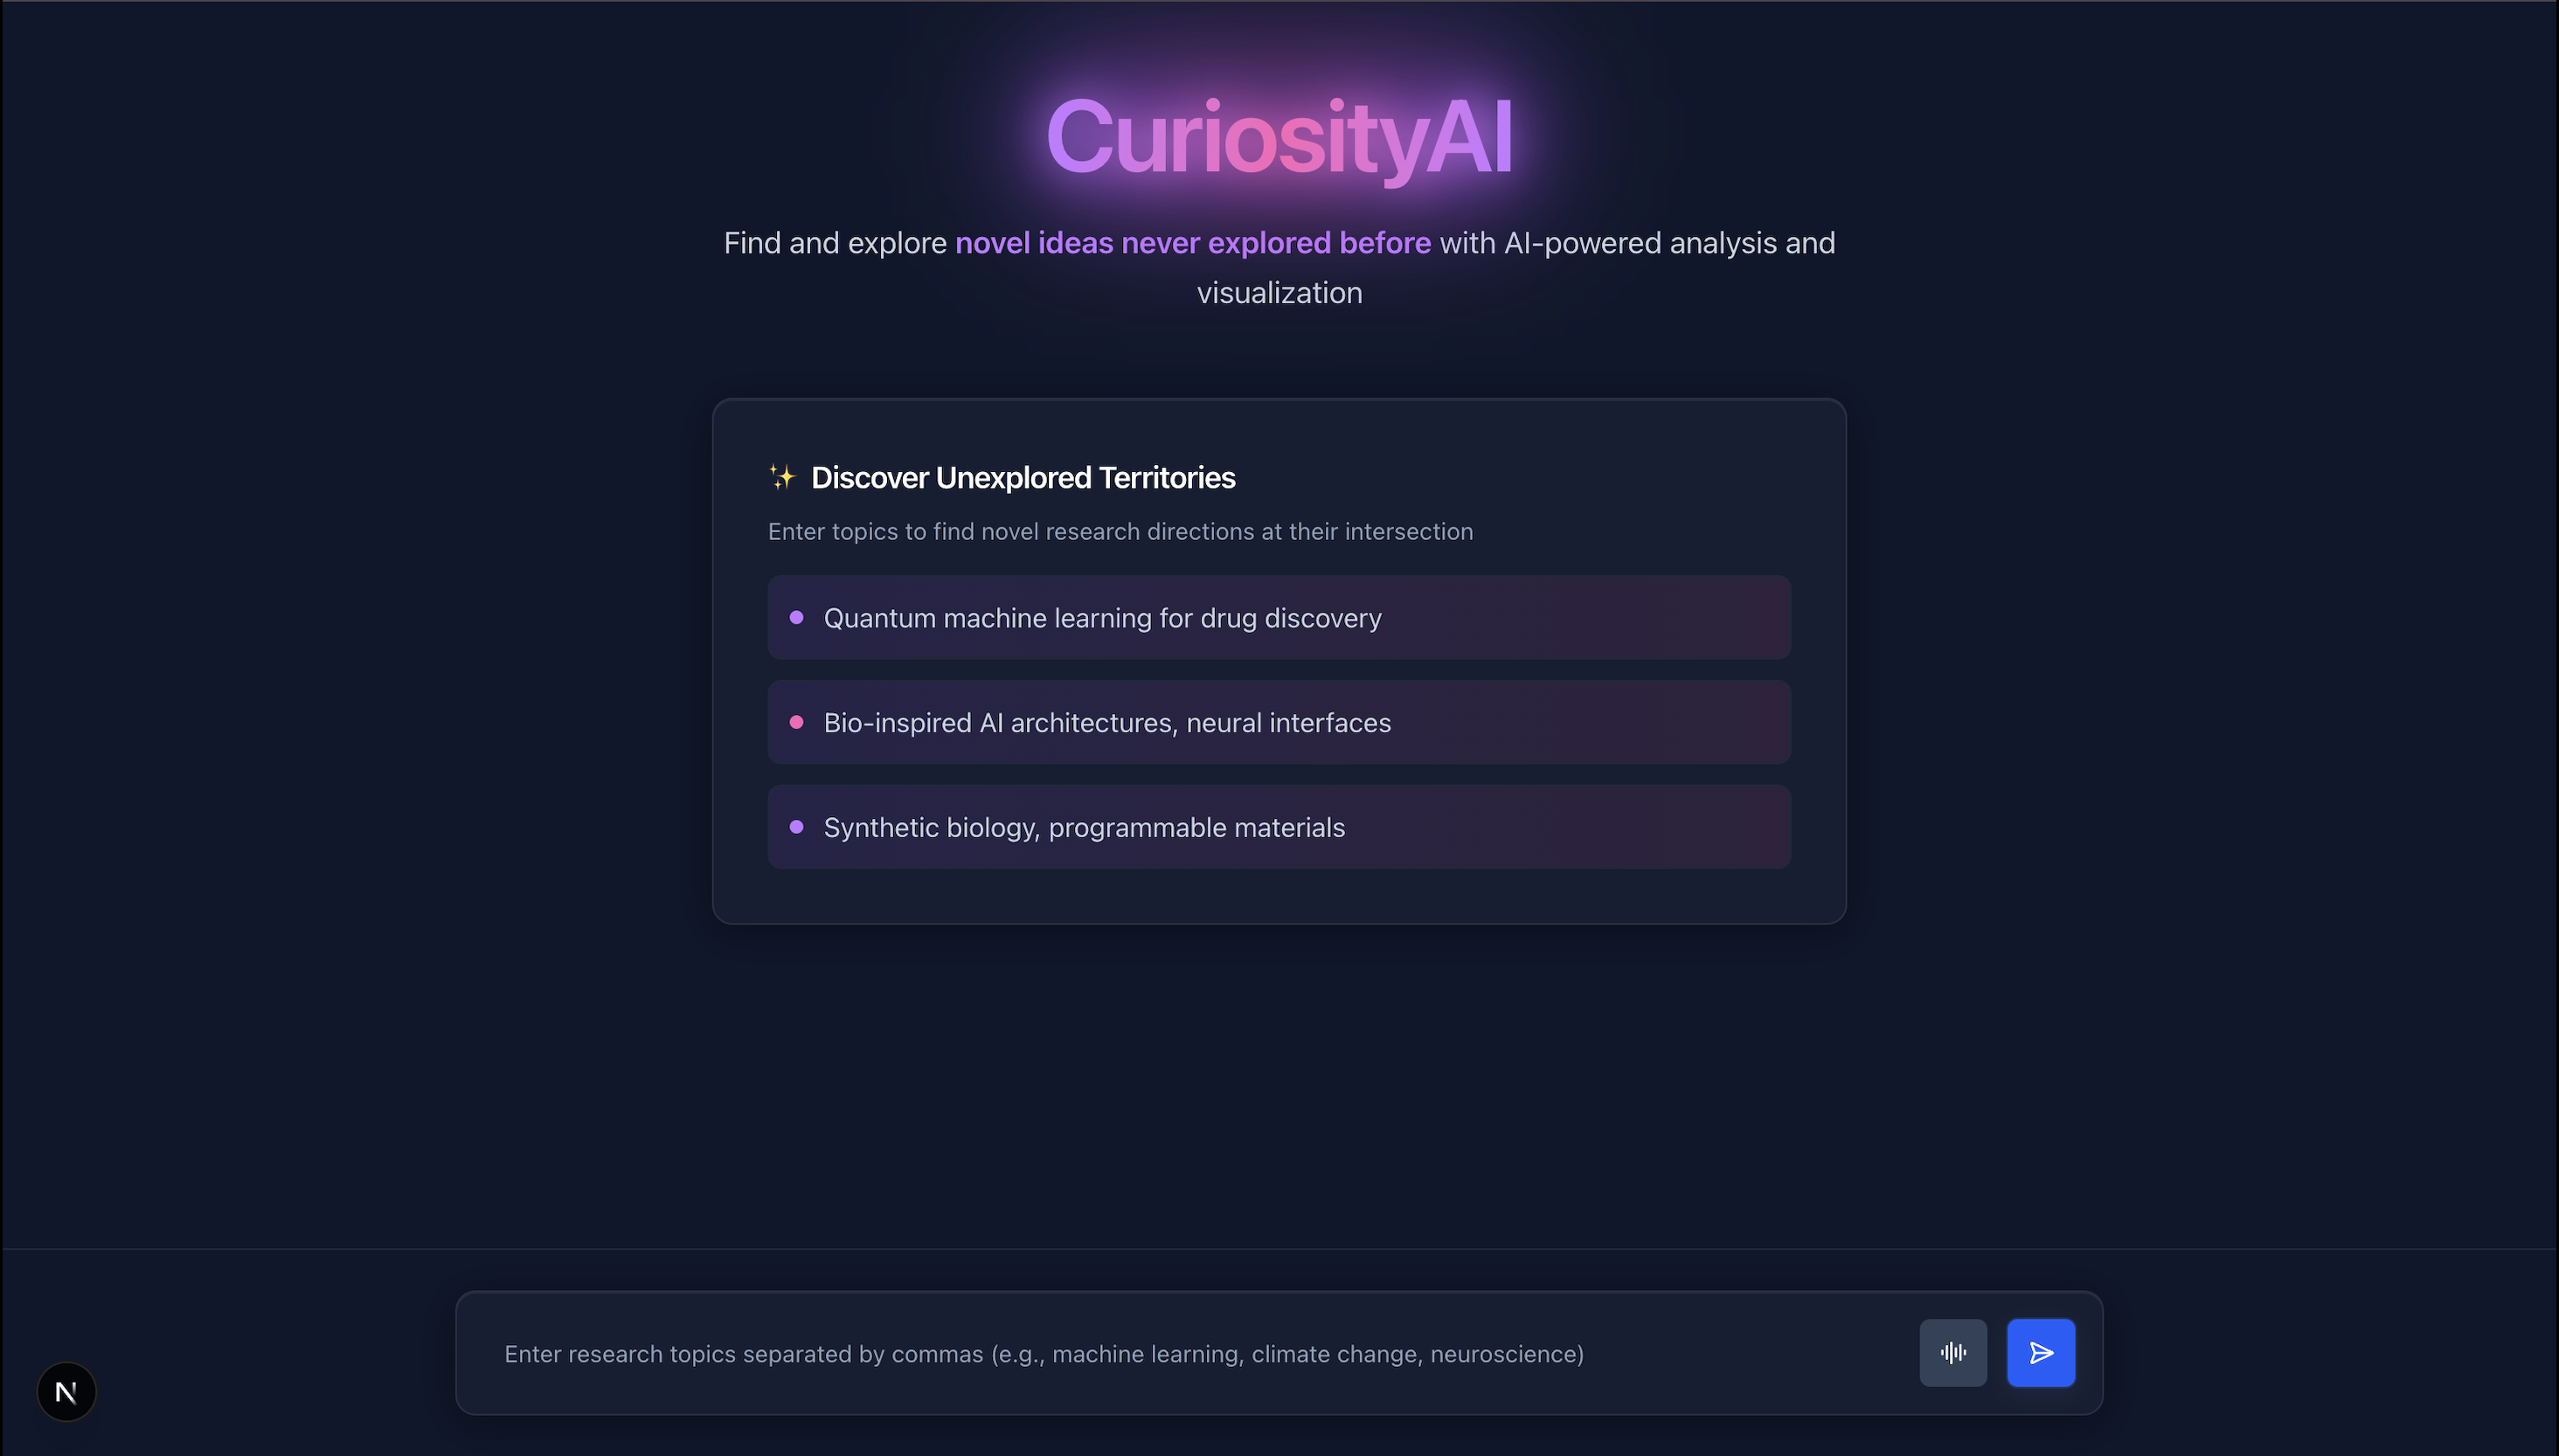 CuriosityAI
Find and explore novel ideas never explored before with AI-powered analysis and
visualization
✨ Discover Unexplored Territories
Enter topics to find novel research directions at their intersection
Quantum machine learning for drug discovery
Bio-inspired AI architectures, neural interfaces
Synthetic biology, programmable materials
Enter research topics separated by commas (e.g., machine learning, climate change, neuroscience)
N